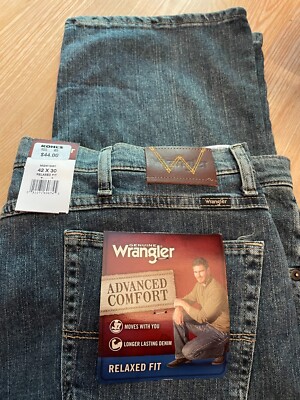 KOHL'S
$44.00
42 X 30
RELAXED FIT
W
Wrangler
GENUINE
Wrangler
ADVANCED
COMFORT
MOVES WITH YOU
LONGER LASTING DENIM
RELAXED FIT